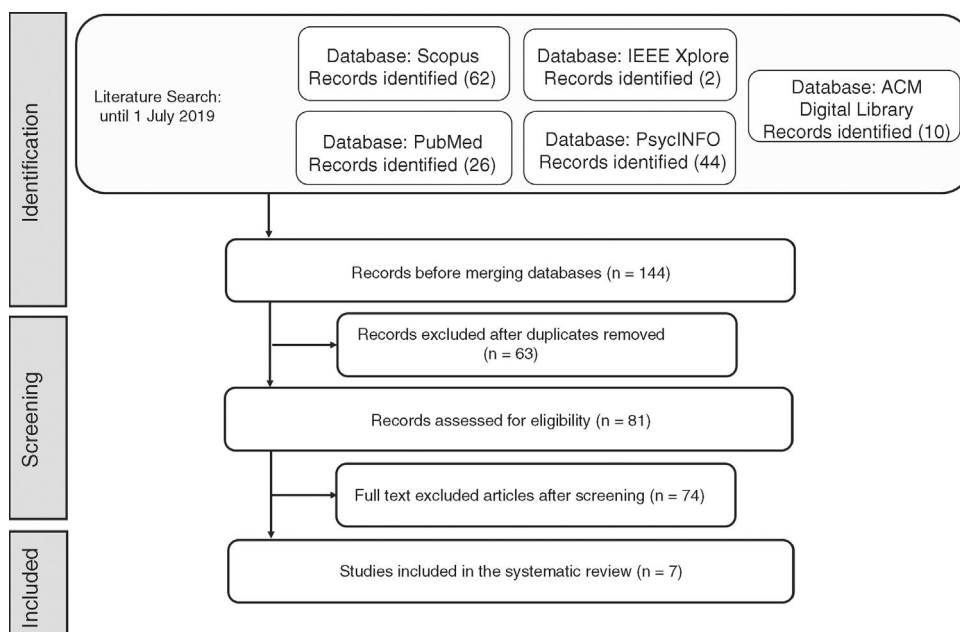 Identification
Literature Search:
until 1 July 2019
Database: Scopus
Records identified (62)
Database: IEEE Xplore
Records identified (2)
Database: PubMed
Records identified (26)
Database: PsycINFO
Records identified (44)
Database: ACM
Digital Library
Records identified (10)
Records before merging databases (n = 144)
Screening
Records excluded after duplicates removed
(n = 63)
Records assessed for eligibility (n = 81)
Full text excluded articles after screening (n = 74)
Included
Studies included in the systematic review (n = 7)